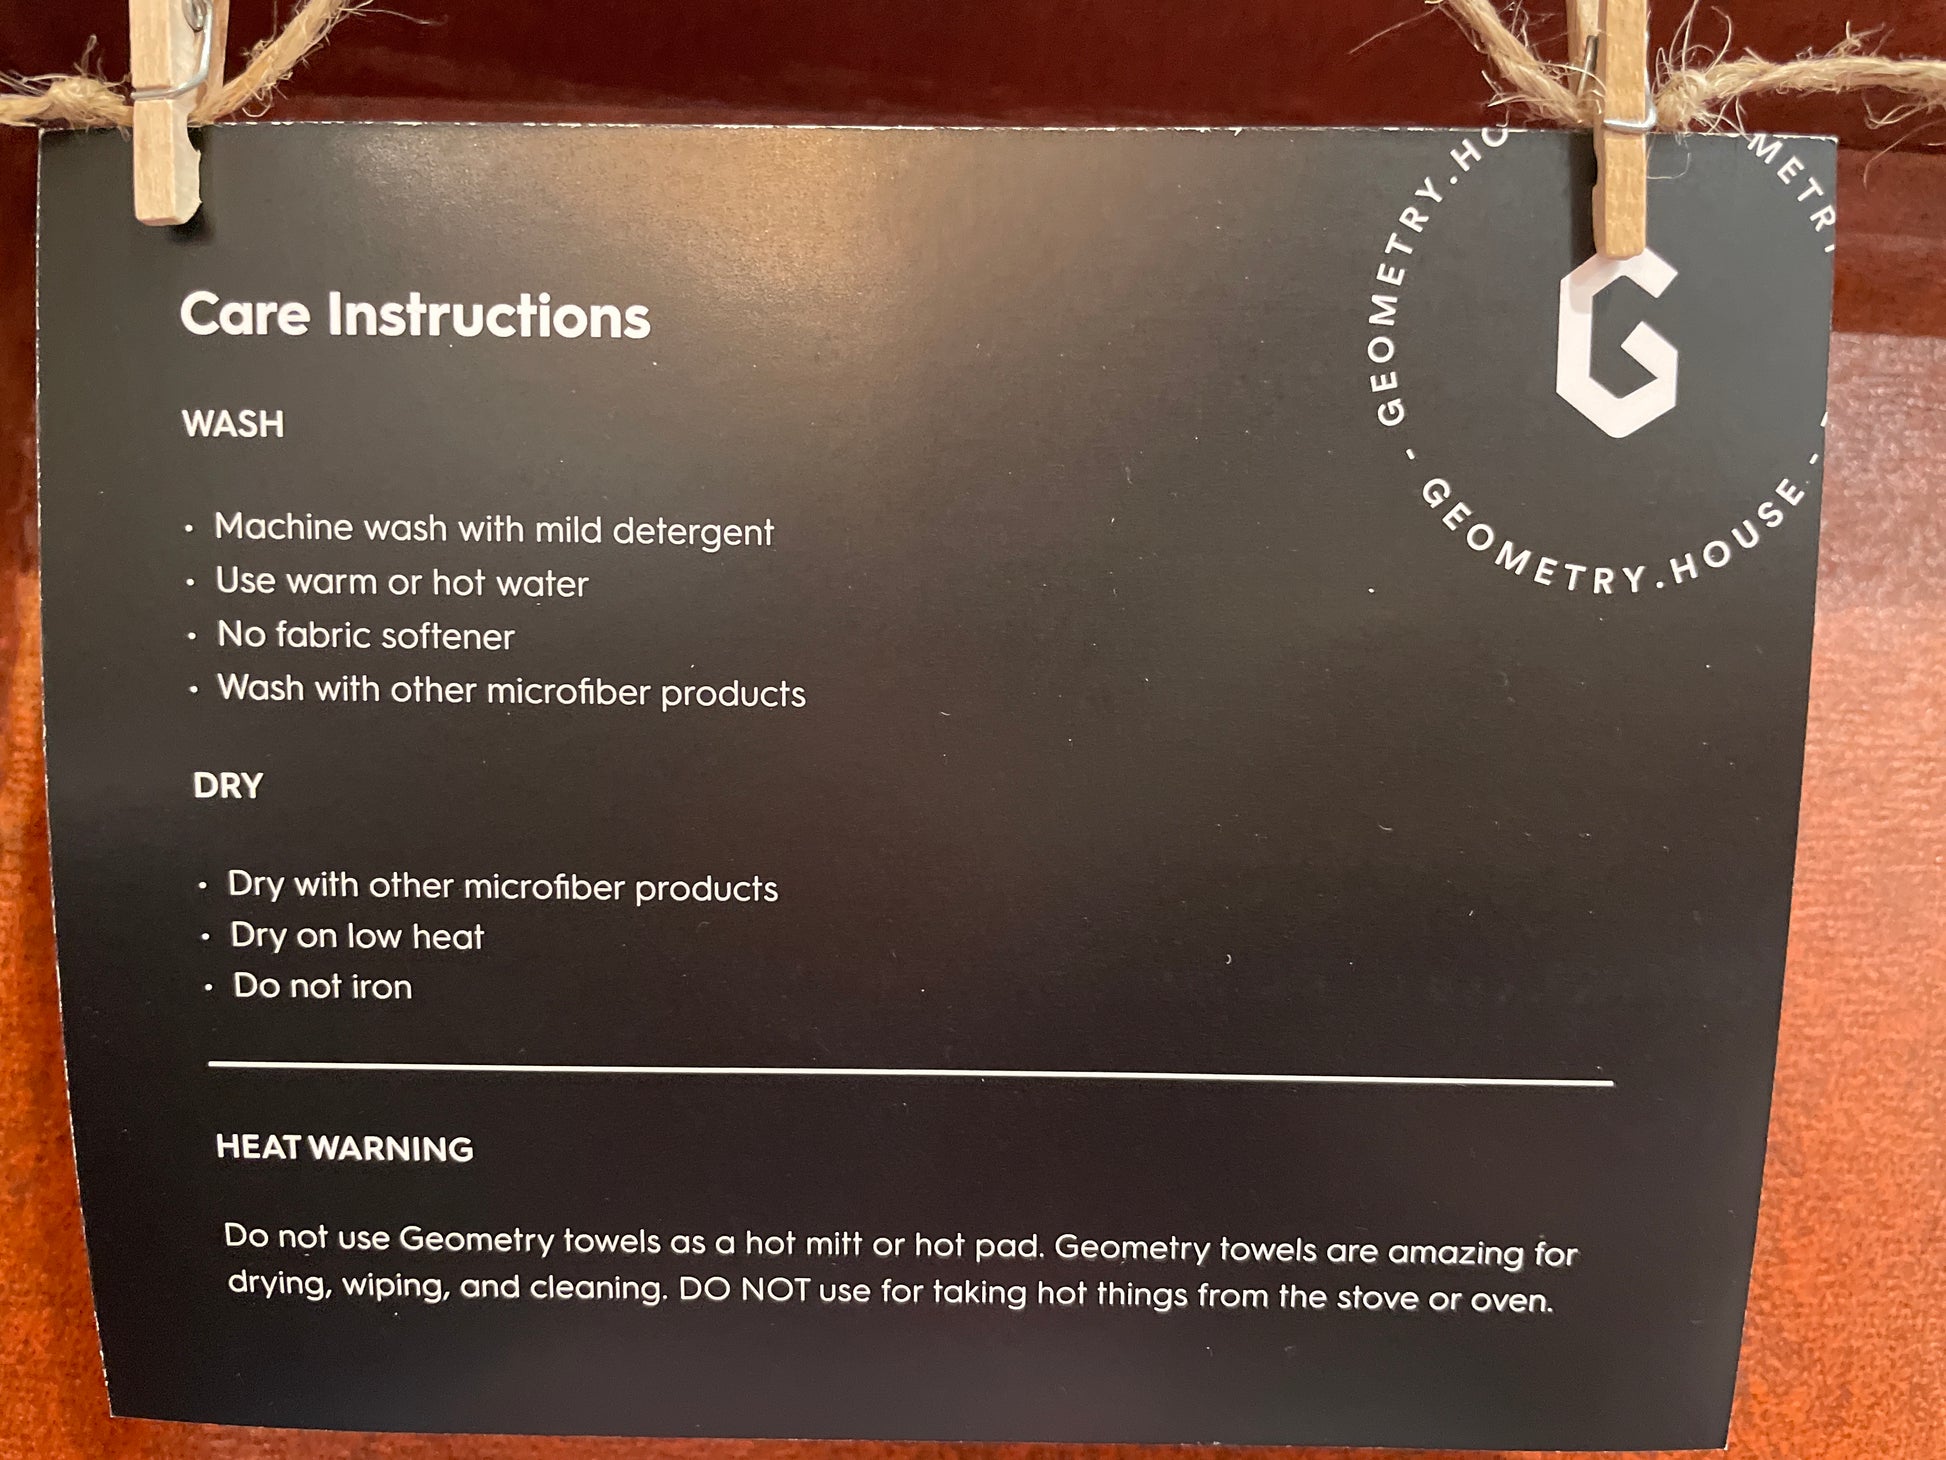 Care Instructions
GEOMETRY.HO
METRY
G
- GEOMETRY.HOUSE -
WASH
• Machine wash with mild detergent
• Use warm or hot water
• No fabric softener
• Wash with other microfiber products
DRY
• Dry with other microfiber products
• Dry on low heat
• Do not iron
HEAT WARNING
Do not use Geometry towels as a hot mitt or hot pad. Geometry towels are amazing for
drying, wiping, and cleaning. DO NOT use for taking hot things from the stove or oven.